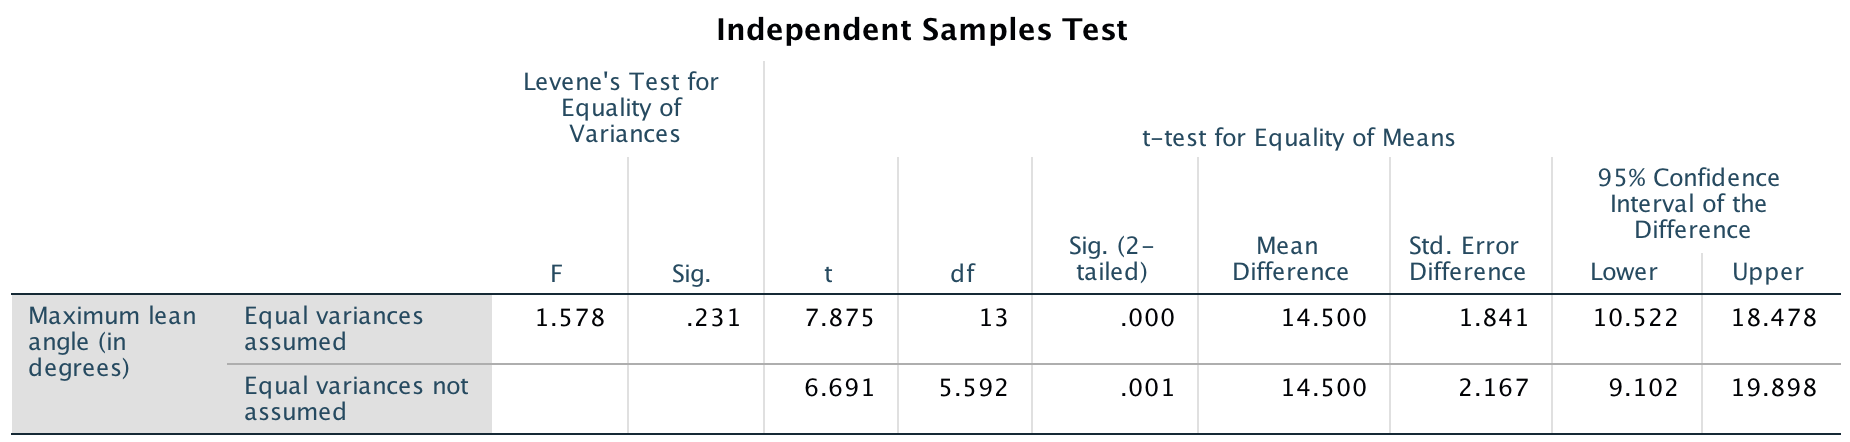 Independent Samples Test
Levene's Test for
Equality of
Variances
t-test for Equality of Means
F
Sig.
t
df
Sig. (2-
tailed)
Mean
Difference
Std. Error
Difference
95% Confidence
Interval of the
Difference
Lower Upper
Maximum lean
angle (in
degrees)
Equal variances
assumed
1.578 .231 7.875 13 .000 14.500 1.841 10.522 18.478
Equal variances not
assumed
6.691 5.592 .001 14.500 2.167 9.102 19.898